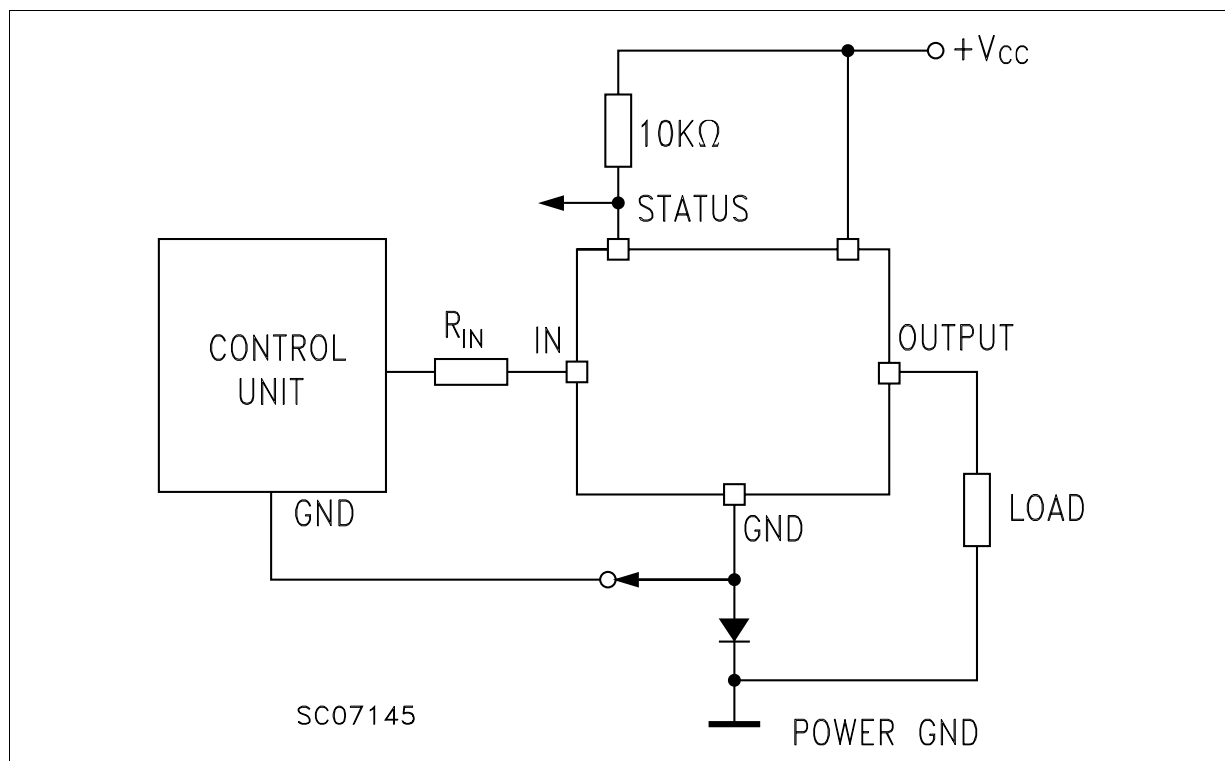 +VCC
10KΩ
STATUS
RIN
IN
OUTPUT
CONTROL
UNIT
GND
GND
LOAD
SC07145
POWER GND